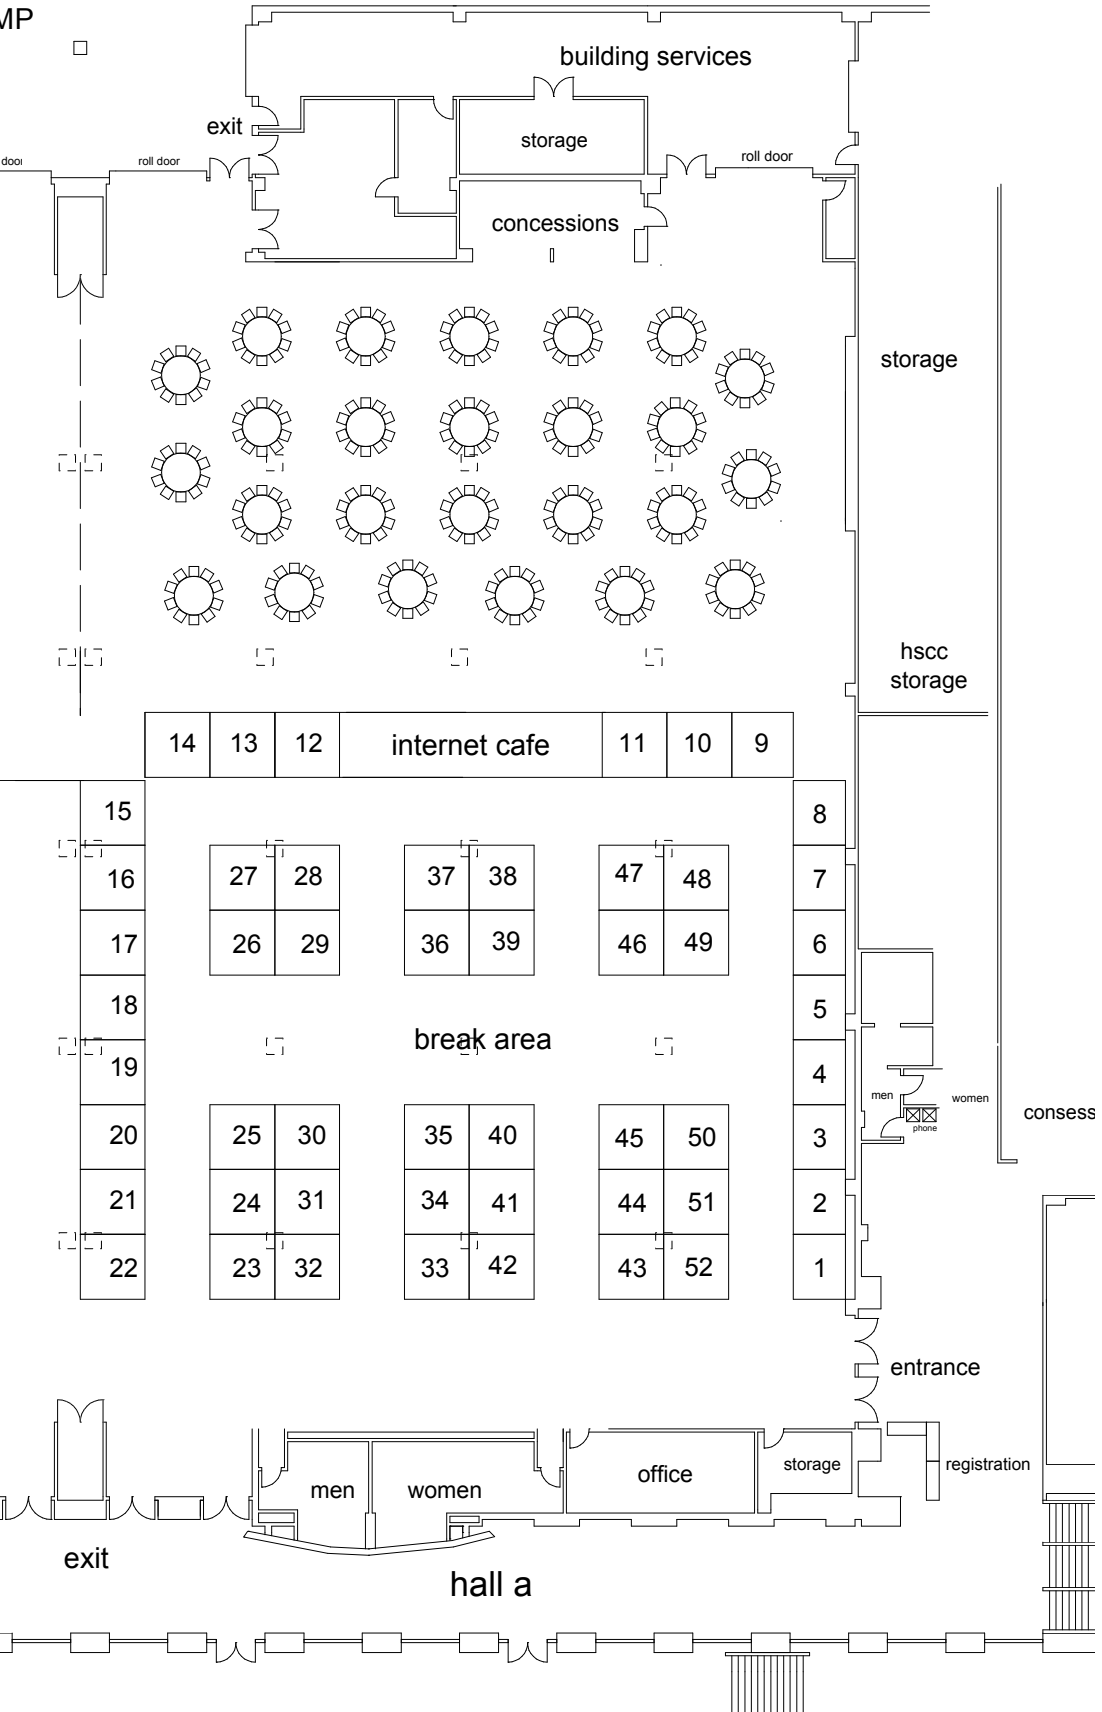 MP
building services
exit
storage
door
roll door
roll door
concessions
storage
hscc
storage
14 13 12 internet cafe 11 10 9
15 8
16 27 28 37 38 47 48 7
17 26 29 36 39 46 49 6
18 5
break area
19 4
men
women
consess
phone
20 25 30 35 40 45 50 3
21 24 31 34 41 44 51 2
22 23 32 33 42 43 52 1
entrance
men
women
office
storage
registration
exit
hall a